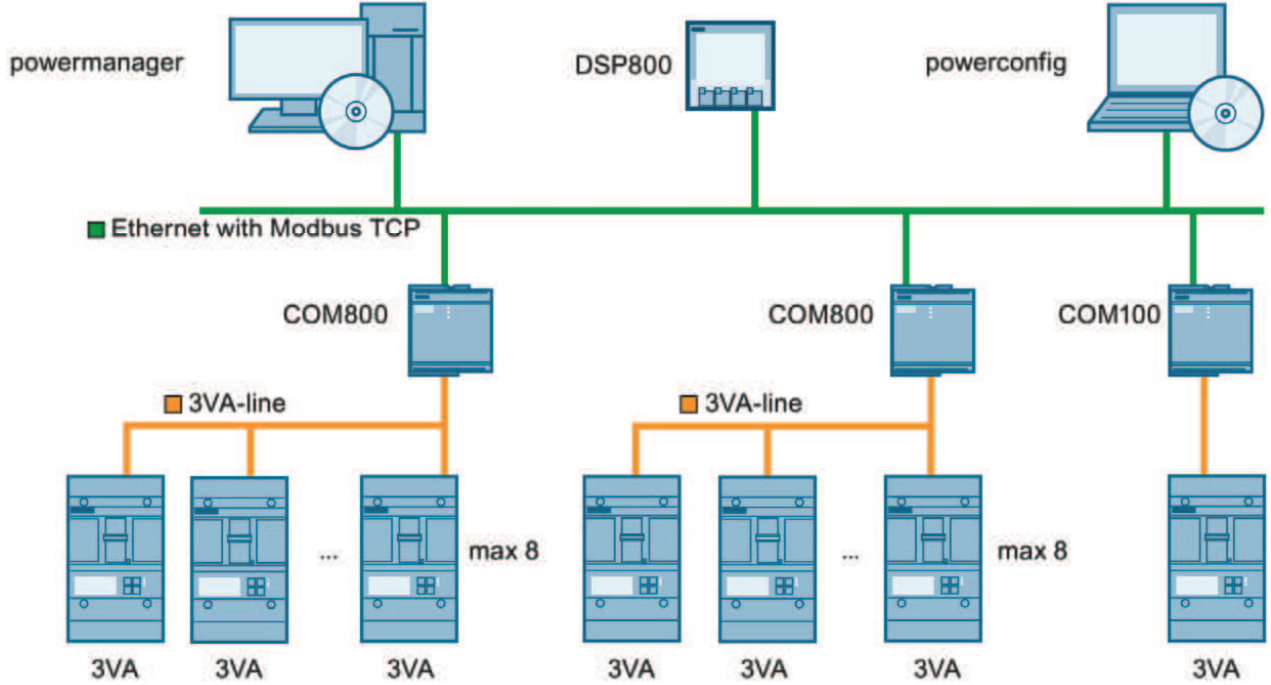 powermanager
DSP800
powerconfig
Ethernet with Modbus TCP
COM800
COM800
COM100
3VA-line
3VA-line
...
max 8
...
max 8
3VA
3VA
3VA
3VA
3VA
3VA
3VA